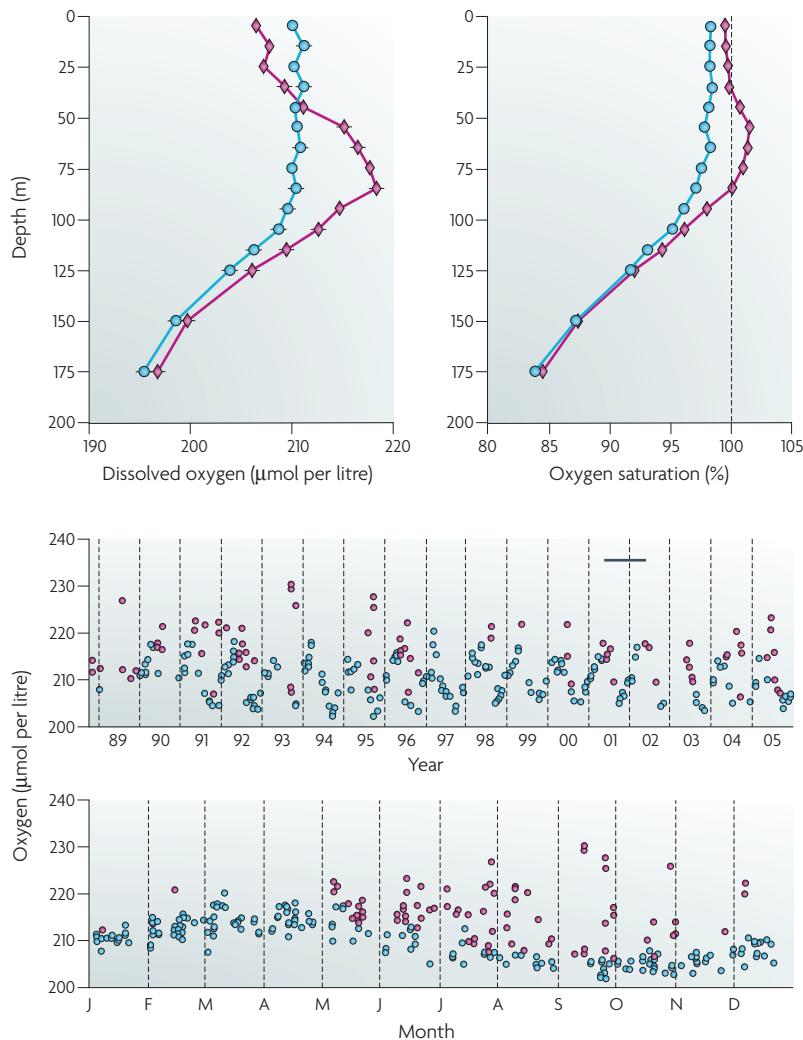 0
25
50
75
100
125
150
175
200
Depth (m)
190 200 210 220
Dissolved oxygen (μmol per litre)
0
25
50
75
100
125
150
175
200
80 85 90 95 100 105
Oxygen saturation (%)
240
230
220
210
200
89 90 91 92 93 94 95 96 97 98 99 00 01 02 03 04 05
Year
Oxygen (μmol per litre)
240
230
220
210
200
J F M A M J J A S O N D
Month